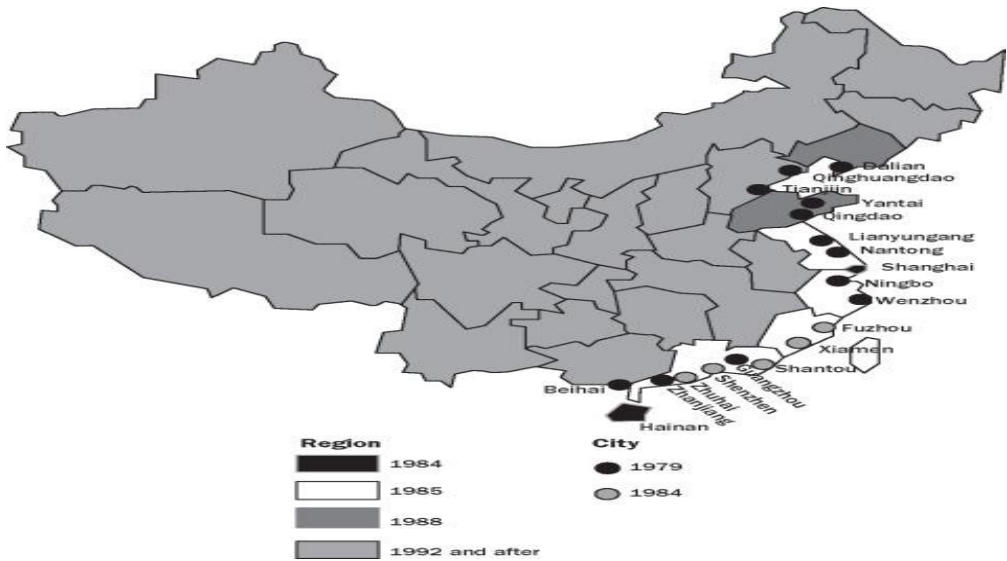 Dalian
Qinghuangdao
Tianjin
Yantai
Qingdao
Lianyungang
Nantong
Shanghai
Ningbo
Wenzhou
Fuzhou
Xiamen
Shantou
Guangzhou
Shenzhen
Zhuhai
Zhanjiang
Beihai
Hainan
Region
1984
1985
1988
1992 and after
City
1979
1984